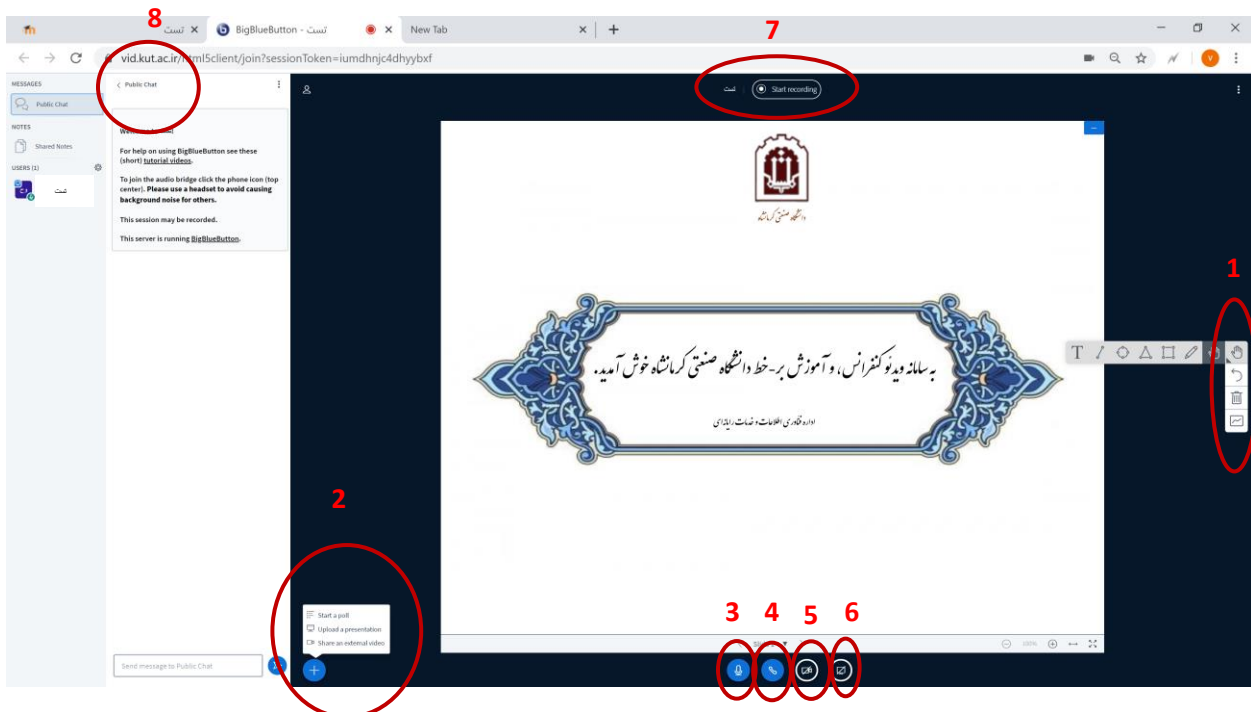 8
تست
BigBlueButton - تست
New Tab
7
vid.kut.ac.ir/html5client/join?sessionToken=iumdhnjc4dhyybxf
V
MESSAGES
Public Chat
NOTES
Shared Notes
USERS (1)
تست
Public Chat
For help on using BigBlueButton see these
(short) tutorial videos.
To join the audio bridge click the phone icon (top
center). Please use a headset to avoid causing
background noise for others.
This session may be recorded.
This server is running BigBlueButton.
تست
Start recording
دانشگاه صنعتی کرمانشاه
1
T
به سامانه ویدئو کنفرانس، و آموزش بر-خط دانشگاه صنعتی کرمانشاه خوش آمدید.
اداره فناوری اطلاعات و خدمات رایانه‌ای
2
Start a poll
Upload a presentation
Share an external video
3
4
5
6
100%
Send message to Public Chat